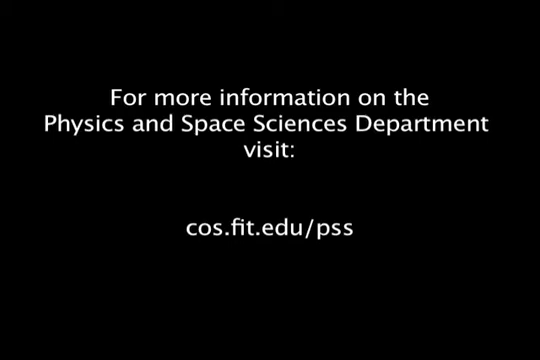 For more information on the
Physics and Space Sciences Department
visit:
cos.fit.edu/pss